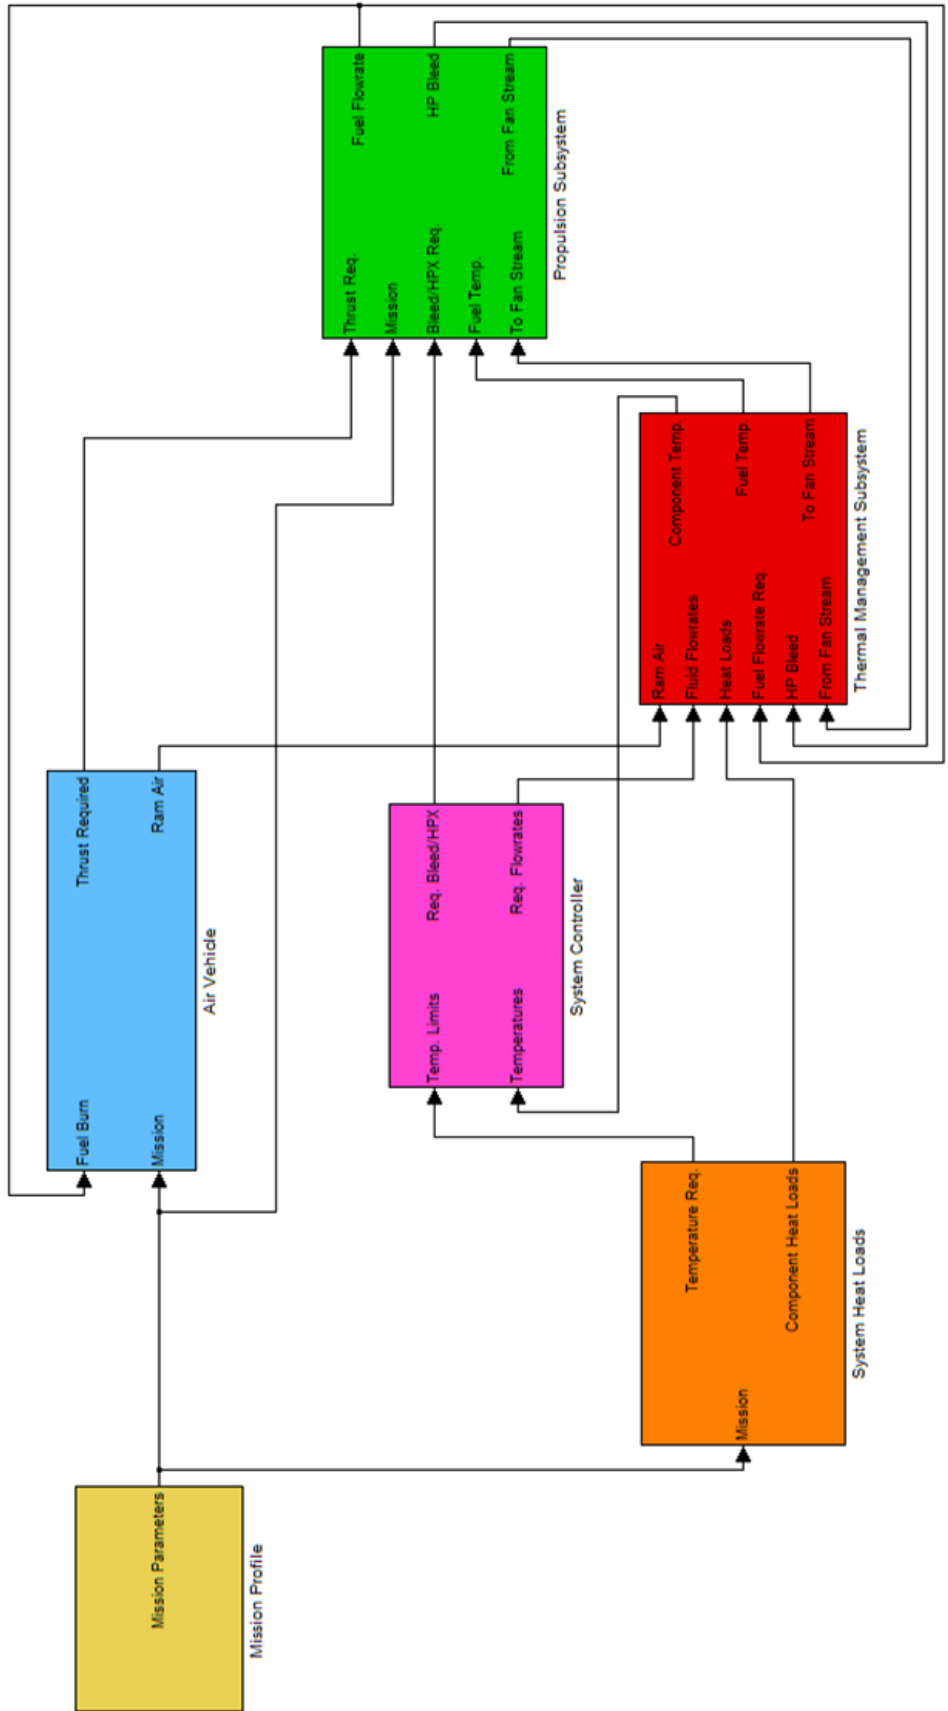 Mission Parameters
Mission Profile
Fuel Burn
Mission
Thrust Required
Ram Air
Air Vehicle
Mission
Temperature Req.
Component Heat Loads
System Heat Loads
Temp. Limits
Temperatures
Req. Bleed/HPX
Req. Flowrates
System Controller
Ram Air
Fluid Flowrates
Heat Loads
Fuel Flowrate Req.
HP Bleed
From Fan Stream
Component Temp.
Fuel Temp.
To Fan Stream
Thermal Management Subsystem
Thrust Req.
Mission
Bleed/HPX Req.
Fuel Temp.
To Fan Stream
Fuel Flowrate
HP Bleed
From Fan Stream
Propulsion Subsystem